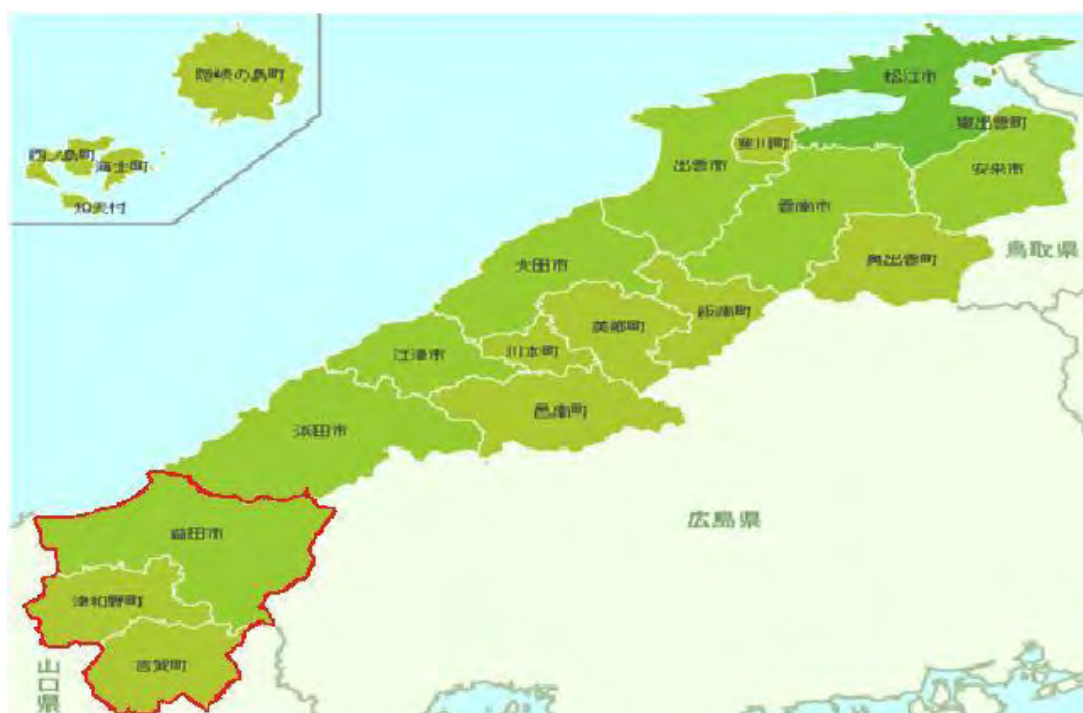 隠岐の島町
松江市
西ノ島町
海士町
知夫村
斐川町
東出雲町
出雲市
安来市
雲南市
奥出雲町
鳥取県
大田市
飯南町
美郷町
川本町
江津市
邑南町
浜田市
広島県
益田市
津和野町
吉賀町
山口県